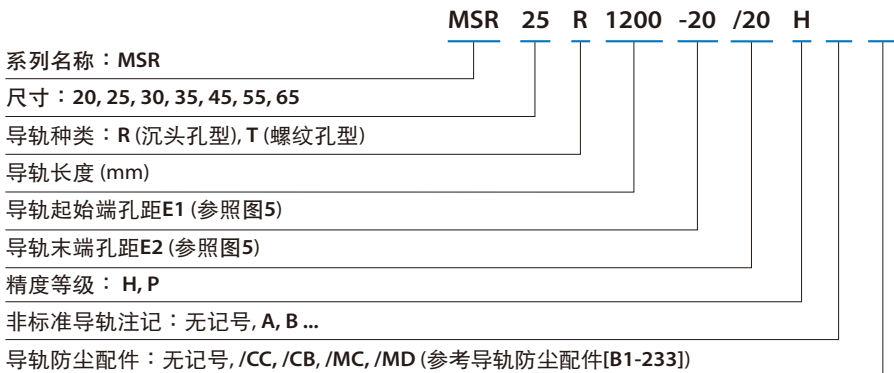 MSR 25 R 1200 -20 /20 H
系列名称：MSR
尺寸：20, 25, 30, 35, 45, 55, 65
导轨种类：R (沉头孔型), T (螺纹孔型)
导轨长度 (mm)
导轨起始端孔距E1 (参照图5)
导轨末端孔距E2 (参照图5)
精度等级： H, P
非标准导轨注记：无记号, A, B ...
导轨防尘配件：无记号, /CC, /CB, /MC, /MD (参考导轨防尘配件[B1-233])